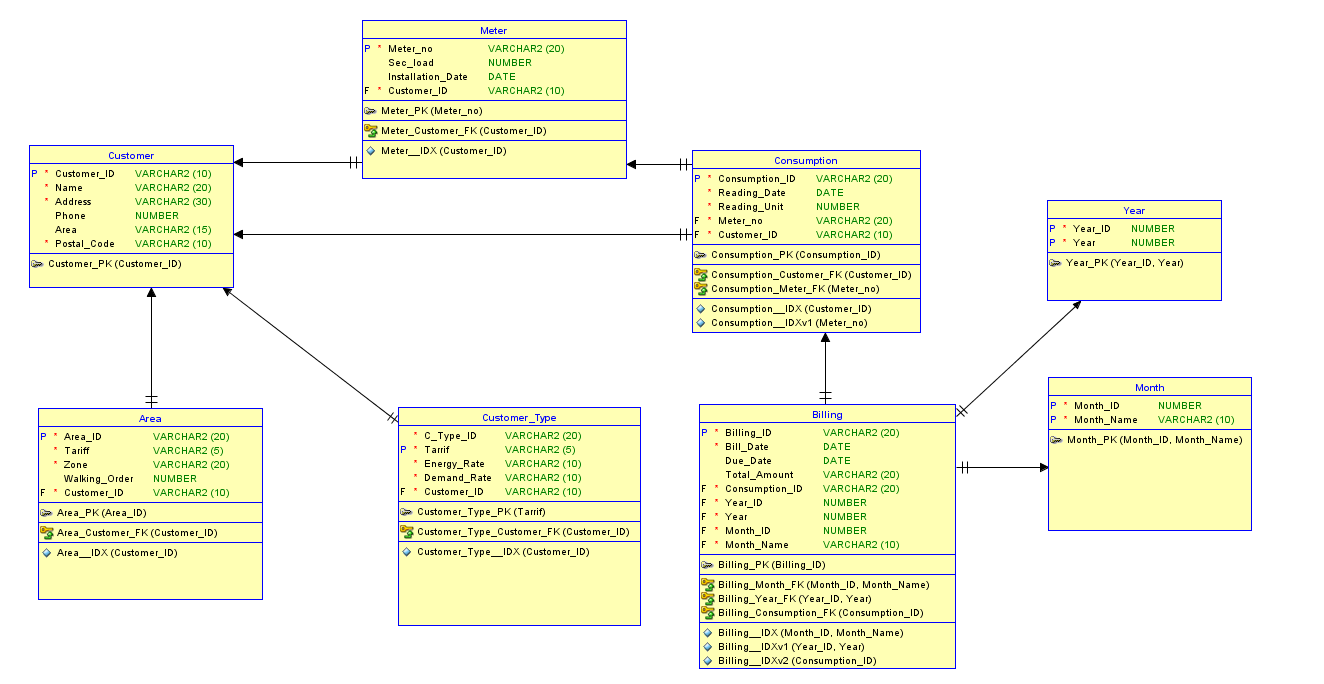 Meter
P * Meter_no VARCHAR2 (20)
Sec_load NUMBER
Installation_Date DATE
F * Customer_ID VARCHAR2 (10)
Meter_PK (Meter_no)
Meter_Customer_FK (Customer_ID)
Meter__IDX (Customer_ID)
Customer
P * Customer_ID VARCHAR2 (10)
* Name VARCHAR2 (20)
* Address VARCHAR2 (30)
Phone NUMBER
Area VARCHAR2 (15)
* Postal_Code VARCHAR2 (10)
Customer_PK (Customer_ID)
Consumption
P * Consumption_ID VARCHAR2 (20)
* Reading_Date DATE
* Reading_Unit NUMBER
F * Meter_no VARCHAR2 (20)
F * Customer_ID VARCHAR2 (10)
Consumption_PK (Consumption_ID)
Consumption_Customer_FK (Customer_ID)
Consumption_Meter_FK (Meter_no)
Consumption__IDX (Customer_ID)
Consumption__IDXv1 (Meter_no)
Year
P * Year_ID NUMBER
P * Year NUMBER
Year_PK (Year_ID, Year)
Month
P * Month_ID NUMBER
P * Month_Name VARCHAR2 (10)
Month_PK (Month_ID, Month_Name)
Area
P * Area_ID VARCHAR2 (20)
* Tariff VARCHAR2 (5)
* Zone VARCHAR2 (20)
Walking_Order NUMBER
F * Customer_ID VARCHAR2 (10)
Area_PK (Area_ID)
Area_Customer_FK (Customer_ID)
Area__IDX (Customer_ID)
Customer_Type
* C_Type_ID VARCHAR2 (20)
P * Tarrif VARCHAR2 (5)
* Energy_Rate VARCHAR2 (10)
* Demand_Rate VARCHAR2 (10)
F * Customer_ID VARCHAR2 (10)
Customer_Type_PK (Tarrif)
Customer_Type_Customer_FK (Customer_ID)
Customer_Type__IDX (Customer_ID)
Billing
P * Billing_ID VARCHAR2 (20)
* Bill_Date DATE
Due_Date DATE
Total_Amount VARCHAR2 (20)
F * Consumption_ID VARCHAR2 (20)
F * Year_ID NUMBER
F * Year NUMBER
F * Month_ID NUMBER
F * Month_Name VARCHAR2 (10)
Billing_PK (Billing_ID)
Billing_Month_FK (Month_ID, Month_Name)
Billing_Year_FK (Year_ID, Year)
Billing_Consumption_FK (Consumption_ID)
Billing__IDX (Month_ID, Month_Name)
Billing__IDXv1 (Year_ID, Year)
Billing__IDXv2 (Consumption_ID)